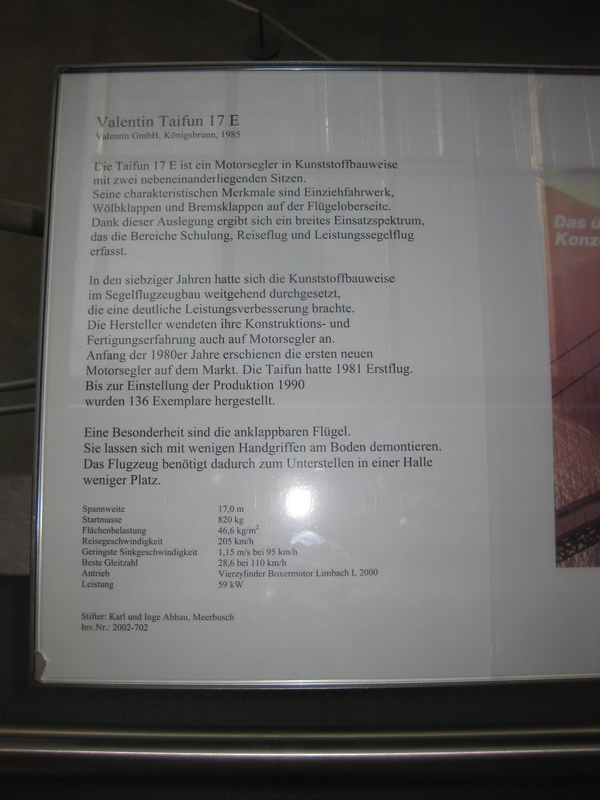 Valentin Taifun 17 E
Valentin GmbH, Königsbrunn, 1985
Die Taifun 17 E ist ein Motorsegler in Kunststoffbauweise
mit zwei nebeneinanderliegenden Sitzen.
Seine charakteristischen Merkmale sind Einziehfahrwerk,
Wölbklappen und Bremsklappen auf der Flügeloberseite.
Dank dieser Auslegung ergibt sich ein breites Einsatzspektrum,
das die Bereiche Schulung, Reiseflug und Leistungssegelflug
erfasst.
In den siebziger Jahren hatte sich die Kunststoffbauweise
im Segelflugzeugbau weitgehend durchgesetzt,
die eine deutliche Leistungsverbesserung brachte.
Die Hersteller wendeten ihre Konstruktions- und
Fertigungserfahrung auch auf Motorsegler an.
Anfang der 1980er Jahre erschienen die ersten neuen
Motorsegler auf dem Markt. Die Taifun hatte 1981 Erstflug.
Bis zur Einstellung der Produktion 1990
wurden 136 Exemplare hergestellt.
Eine Besonderheit sind die anklappbaren Flügel.
Sie lassen sich mit wenigen Handgriffen am Boden demontieren.
Das Flugzeug benötigt dadurch zum Unterstellen in einer Halle
weniger Platz.
Spannweite 17,0 m
Startmasse 820 kg
Flächenbelastung 46,6 kg/m²
Reisegeschwindigkeit 205 km/h
Geringste Sinkgeschwindigkeit 1,15 m/s bei 95 km/h
Beste Gleitzahl 28,6 bei 110 km/h
Antrieb Vierzylinder Boxermotor Limbach L 2000
Leistung 59 kW
Stifter: Karl und Inge Abhau, Meerbusch
Inv.Nr.: 2002-702
Das ü
Konze